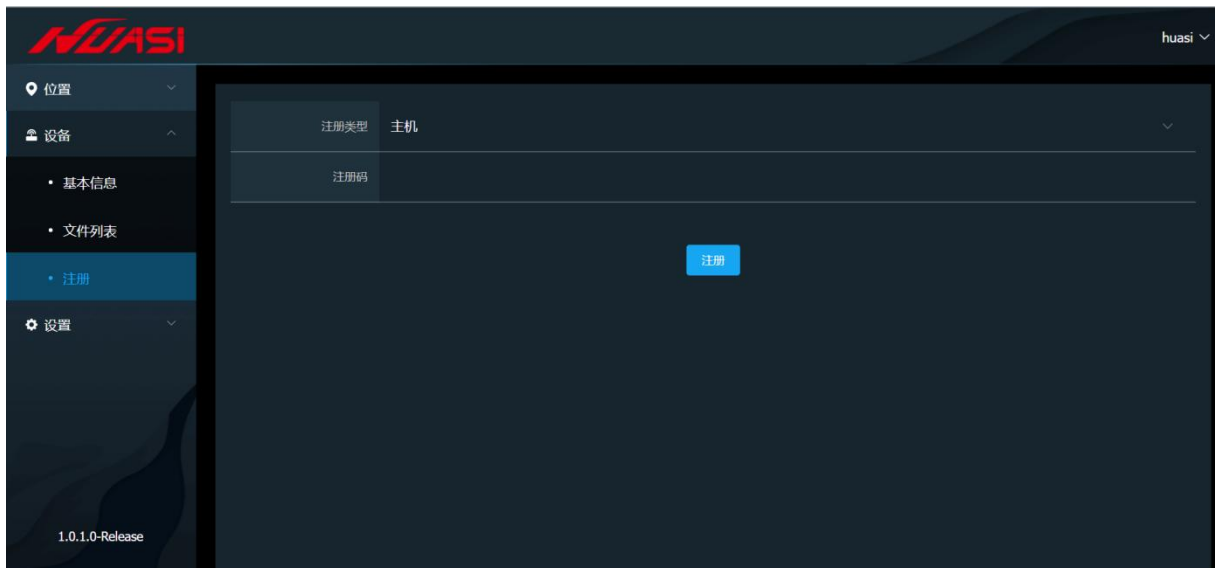 HUASI
huasi
位置
设备
基本信息
文件列表
注册
设置
1.0.1.0-Release
注册类型 主机
注册码
注册